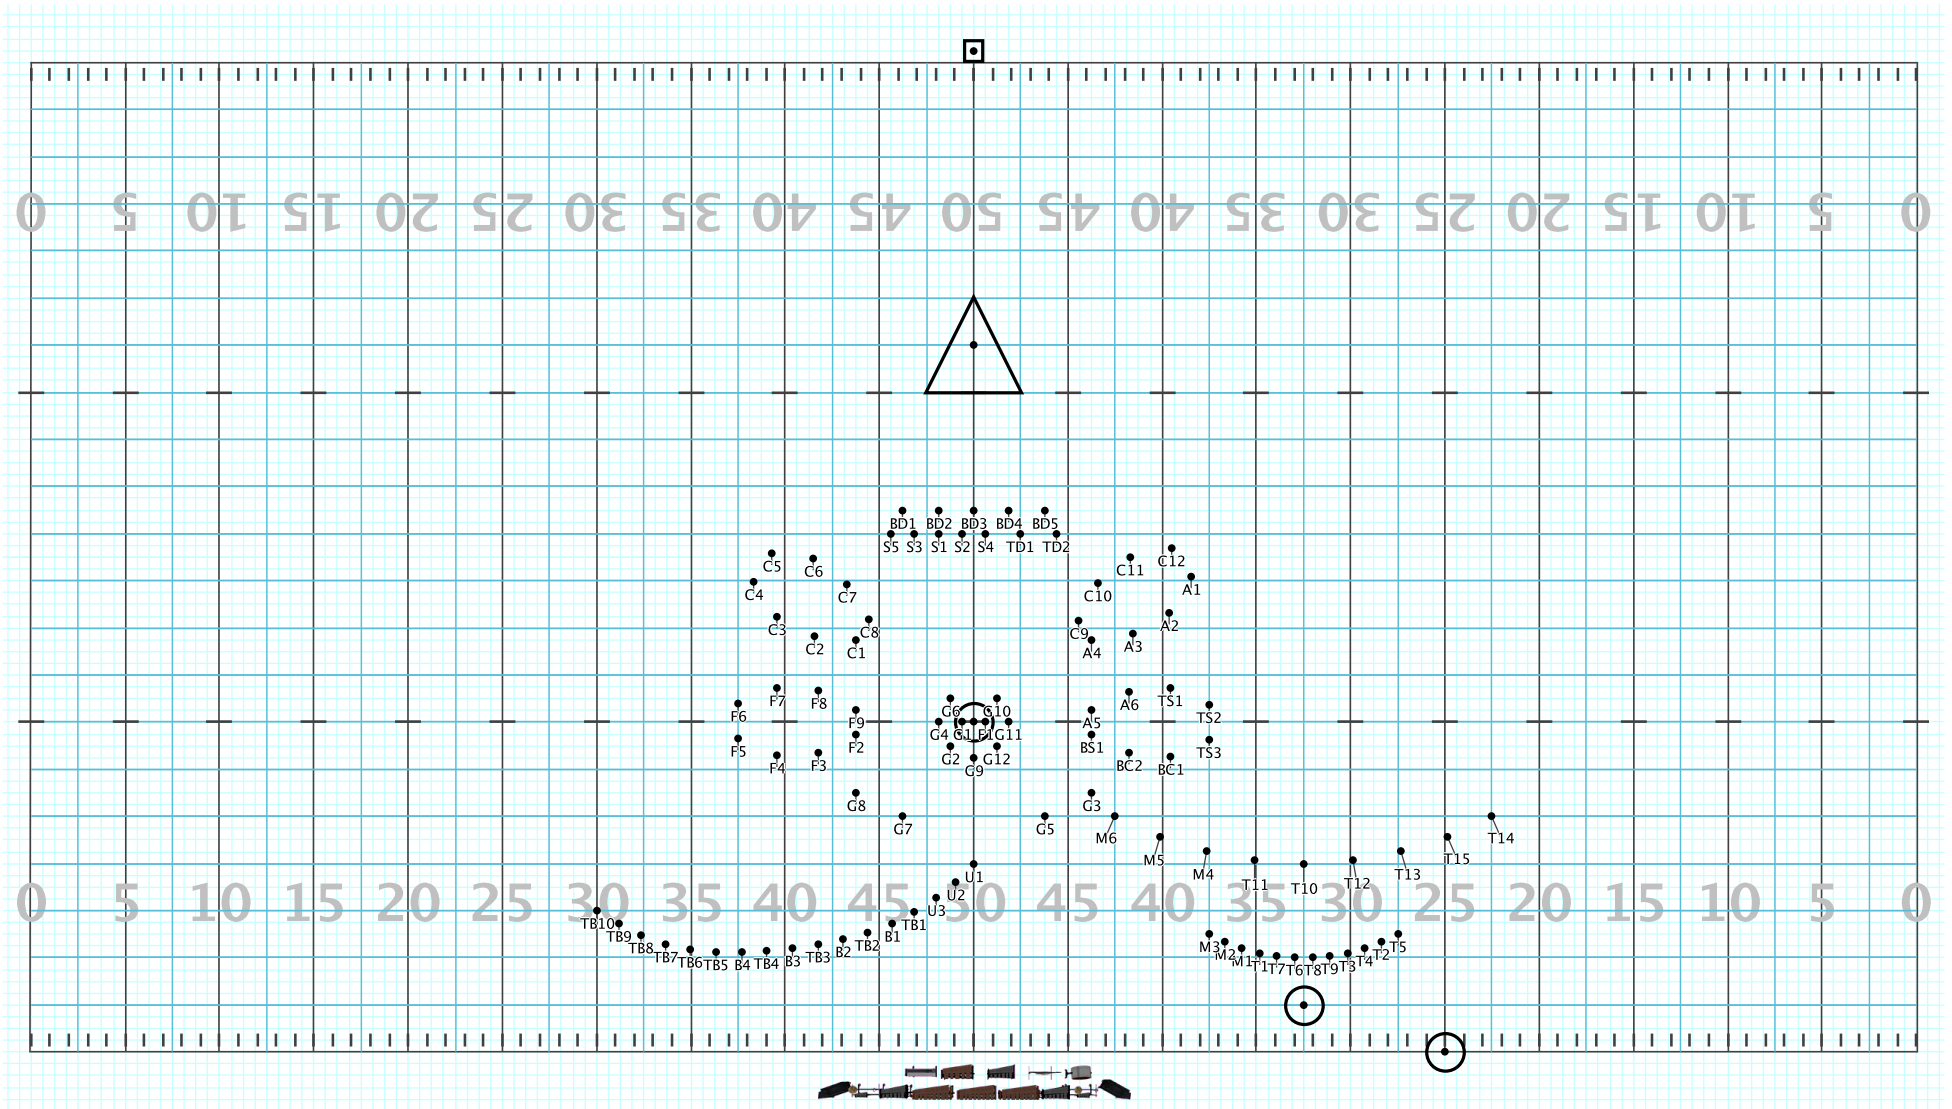 0 5 10 15 20 25 30 35 40 45 50 45 40 35 30 25 20 15 10 5 0
BD1 BD2 BD3 BD4 BD5
S5 S3 S1 S2 S4 TD1 TD2
C5 C6 C11 C12
C4 C7 C10 A1
C3 C8 C9 A2
C2 C1 A4 A3
F7 F8 A6 TS1
F6 F9 G6 G10 A5 TS2
G4 G1 F1 G11
F5 F2 BS1 TS3
F4 F3 G2 G12 BC2 BC1
G9
G8 G3
G7 G5 M6 T14
M5 T15
U1 M4 T11 T10 T12 T13
U2
0 5 10 15 20 25 30 35 40 45 50 45 40 35 30 25 20 15 10 5 0
U3
TB10 TB9 TB8 TB7 TB6 TB5 B4 TB4 B3 TB3 B2 TB2 B1 TB1
M3 M2 M1 T1 T7 T6 T8 T9 T3 T4 T2 T5